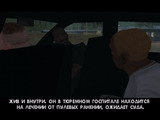 ЖИВ И ВНУТРИ. ОН В ТЮРЕМНОМ ГОСПИТАЛЕ НАХОДИТСЯ
НА ЛЕЧЕНИИ ОТ ПУЛЕВЫХ РАНЕНИЙ, ОЖИДАЕТ СУДА.